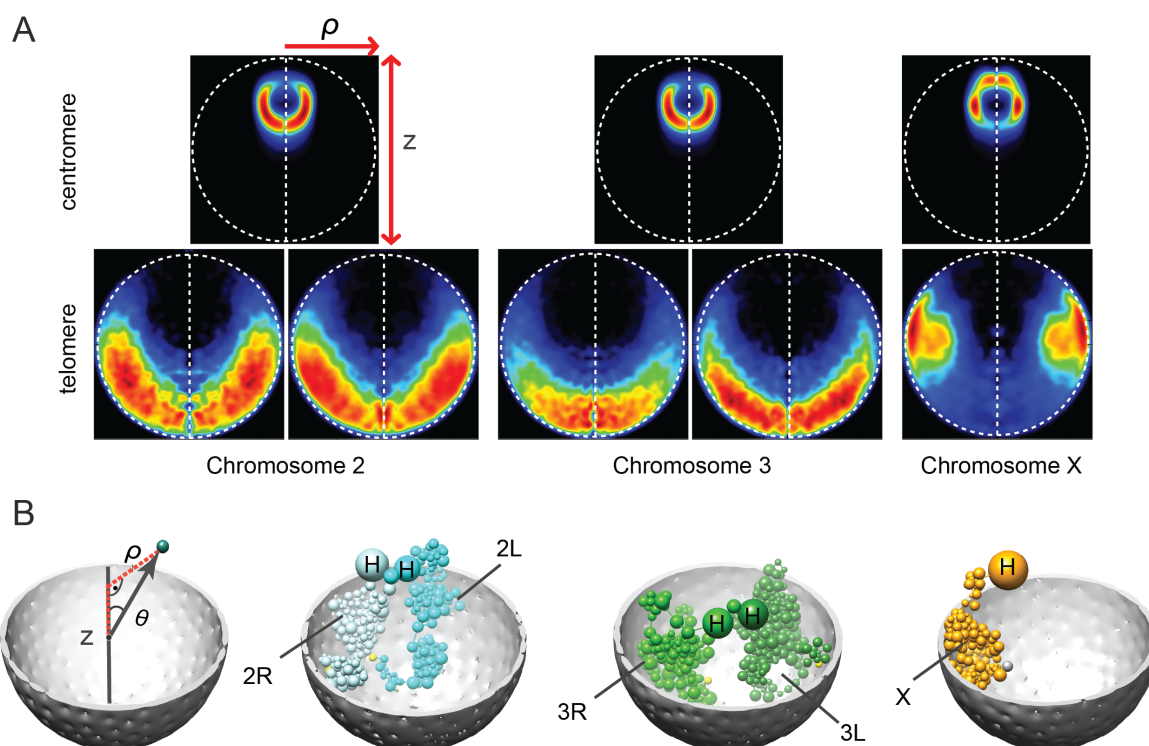 A
ρ
z
centromere
telomere
Chromosome 2
Chromosome 3
Chromosome X
B
ρ
θ
z
H
H
2L
2R
H
H
3R
3L
H
X